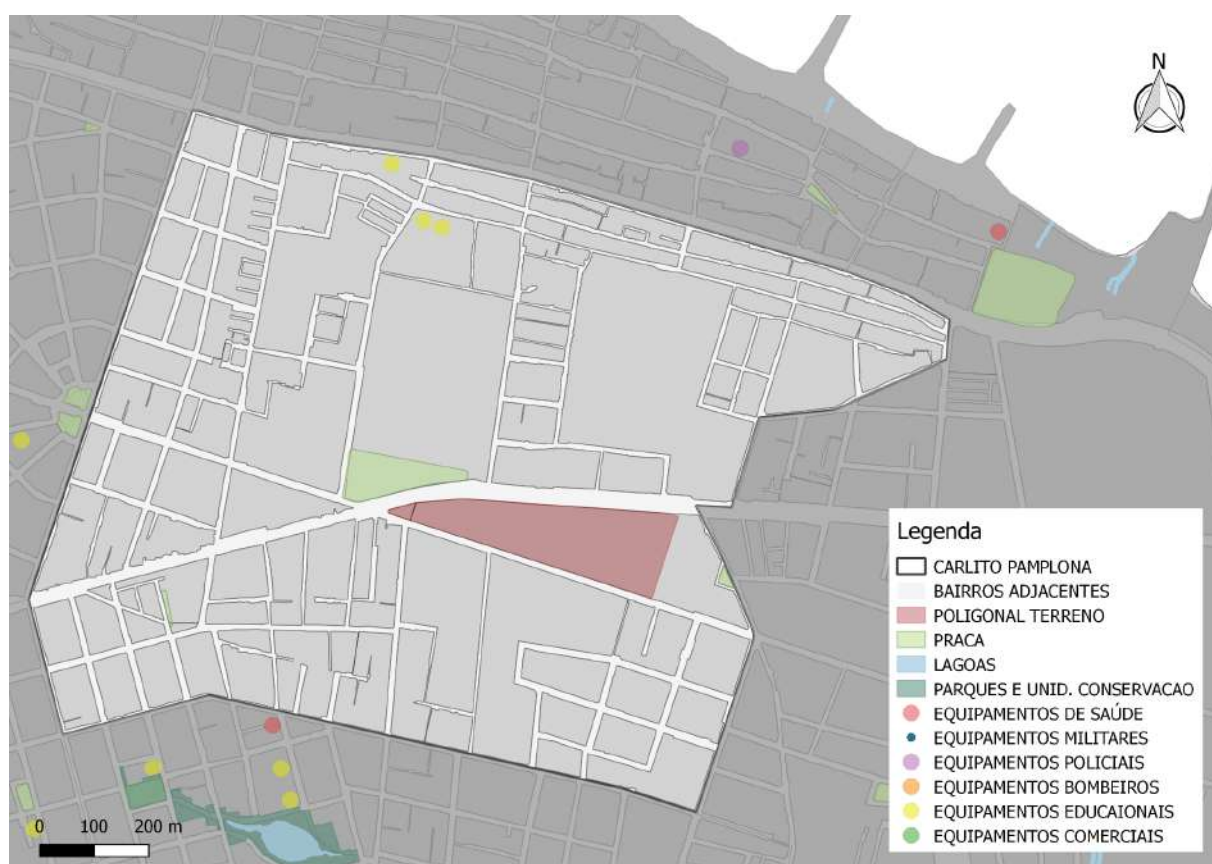 N
Legenda
CARLITO PAMPLONA
BAIRROS ADJACENTES
POLIGONAL TERRENO
PRACA
LAGOAS
PARQUES E UNID. CONSERVACAO
EQUIPAMENTOS DE SAÚDE
EQUIPAMENTOS MILITARES
EQUIPAMENTOS POLICIAIS
EQUIPAMENTOS BOMBEIROS
EQUIPAMENTOS EDUCAIONAIS
EQUIPAMENTOS COMERCIAIS
0 100 200 m